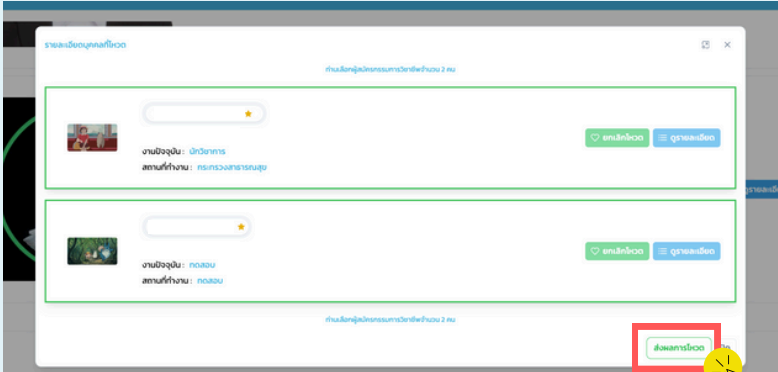 รายละเอียดบุคคลที่โหวต
ท่านเลือกผู้สมัครกรรมการวิชาชีพจำนวน 2 คน
ยกเลิกโหวต ดูรายละเอียด
งานปัจจุบัน : นักวิชาการ
สถานที่ทำงาน : กระทรวงสาธารณสุข
ดูรายละเอี
ยกเลิกโหวต ดูรายละเอียด
งานปัจจุบัน : ทดสอบ
สถานที่ทำงาน : ทดสอบ
ท่านเลือกผู้สมัครกรรมการวิชาชีพจำนวน 2 คน
ส่งผลการโหวต